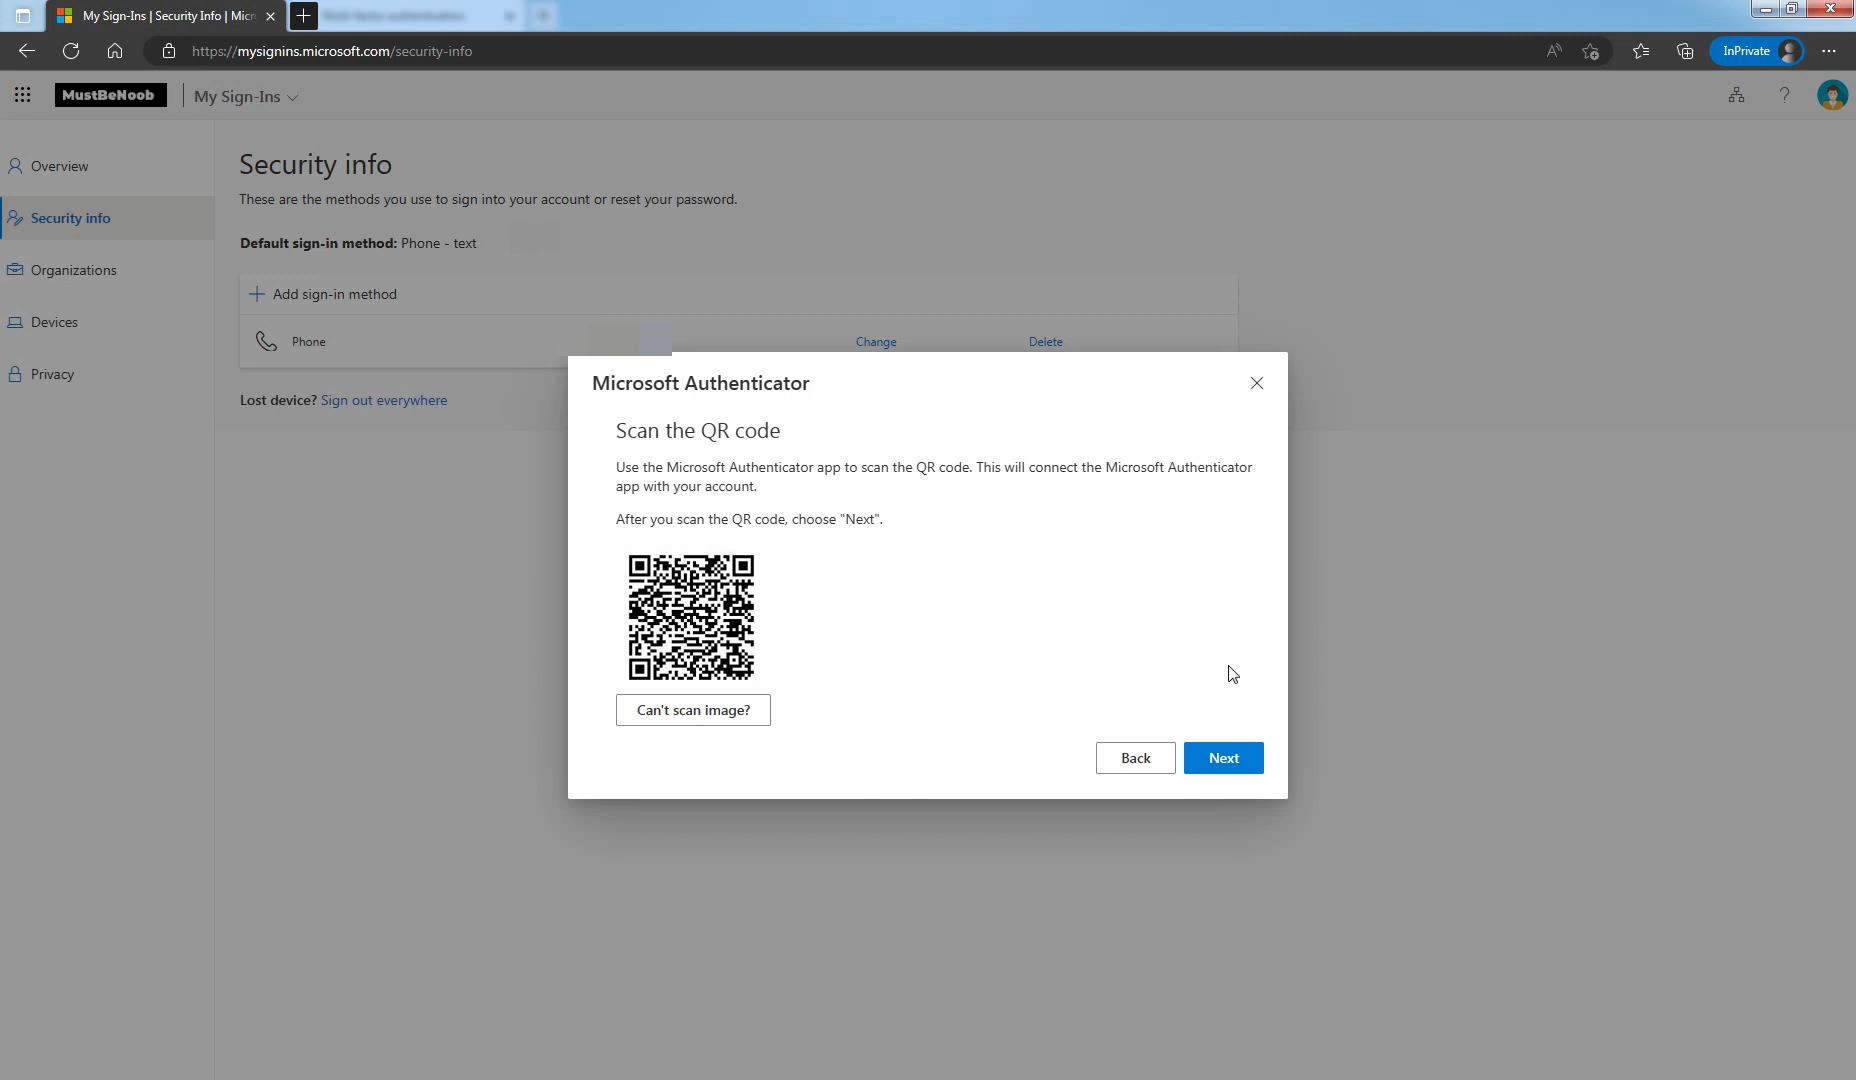 My Sign-Ins | Security Info | Micr
Multi-factor authentication
https://mysignins.microsoft.com/security-info
InPrivate
MustBeNoob
My Sign-Ins
Overview
Security info
Organizations
Devices
Privacy
Security info
These are the methods you use to sign into your account or reset your password.
Default sign-in method: Phone - text
Add sign-in method
Phone
Change
Delete
Lost device? Sign out everywhere
Microsoft Authenticator
Scan the QR code
Use the Microsoft Authenticator app to scan the QR code. This will connect the Microsoft Authenticator
app with your account.
After you scan the QR code, choose "Next".
Can't scan image?
Back
Next